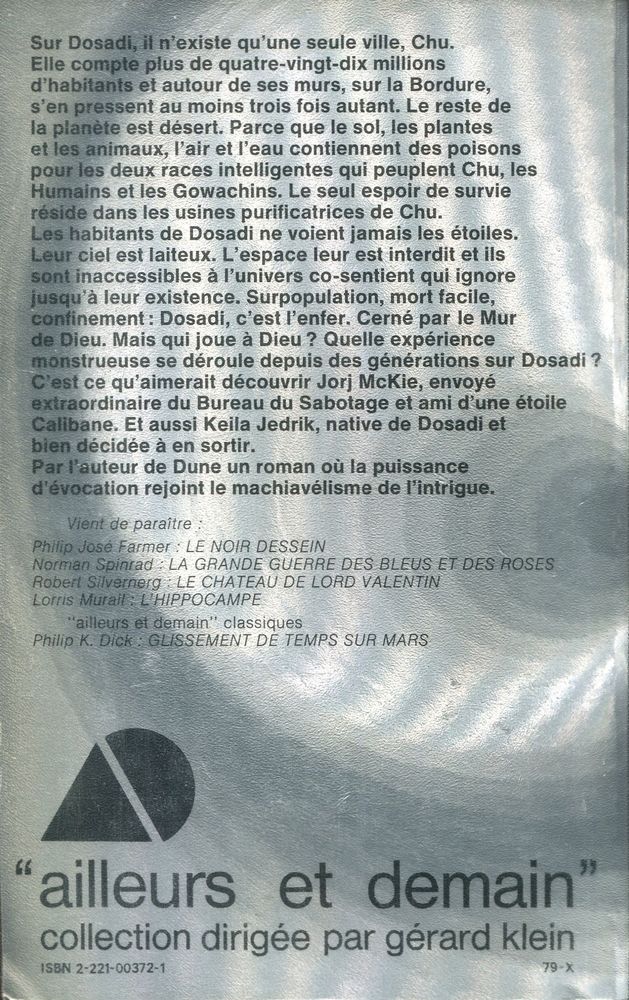 Sur Dosadi, il n'existe qu'une seule ville, Chu.
Elle compte plus de quatre-vingt-dix millions
d'habitants et autour de ses murs, sur la Bordure,
s'en pressent au moins trois fois autant. Le reste de
la planète est désert. Parce que le sol, les plantes
et les animaux, l'air et l'eau contiennent des poisons
pour les deux races intelligentes qui peuplent Chu, les
Humains et les Gowachins. Le seul espoir de survie
réside dans les usines purificatrices de Chu.
Les habitants de Dosadi ne voient jamais les étoiles.
Leur ciel est laiteux. L'espace leur est interdit et ils
sont inaccessibles à l'univers co-sentient qui ignore
jusqu'à leur existence. Surpopulation, mort facile,
confinement : Dosadi, c'est l'enfer. Cerné par le Mur
de Dieu. Mais qui joue à Dieu ? Quelle expérience
monstrueuse se déroule depuis des générations sur Dosadi ?
C'est ce qu'aimerait découvrir Jorj McKie, envoyé
extraordinaire du Bureau du Sabotage et ami d'une étoile
Calibane. Et aussi Keila Jedrik, native de Dosadi et
bien décidée à en sortir.
Par l'auteur de Dune un roman où la puissance
d'évocation rejoint le machiavélisme de l'intrigue.
Vient de paraître :
Philip José Farmer : LE NOIR DESSEIN
Norman Spinrad : LA GRANDE GUERRE DES BLEUS ET DES ROSES
Robert Silvernerg : LE CHATEAU DE LORD VALENTIN
Lorris Murail : L'HIPPOCAMPE
"ailleurs et demain" classiques
Philip K. Dick : GLISSEMENT DE TEMPS SUR MARS
"ailleurs et demain"
collection dirigée par gérard klein
ISBN 2-221-00372-1 79-X